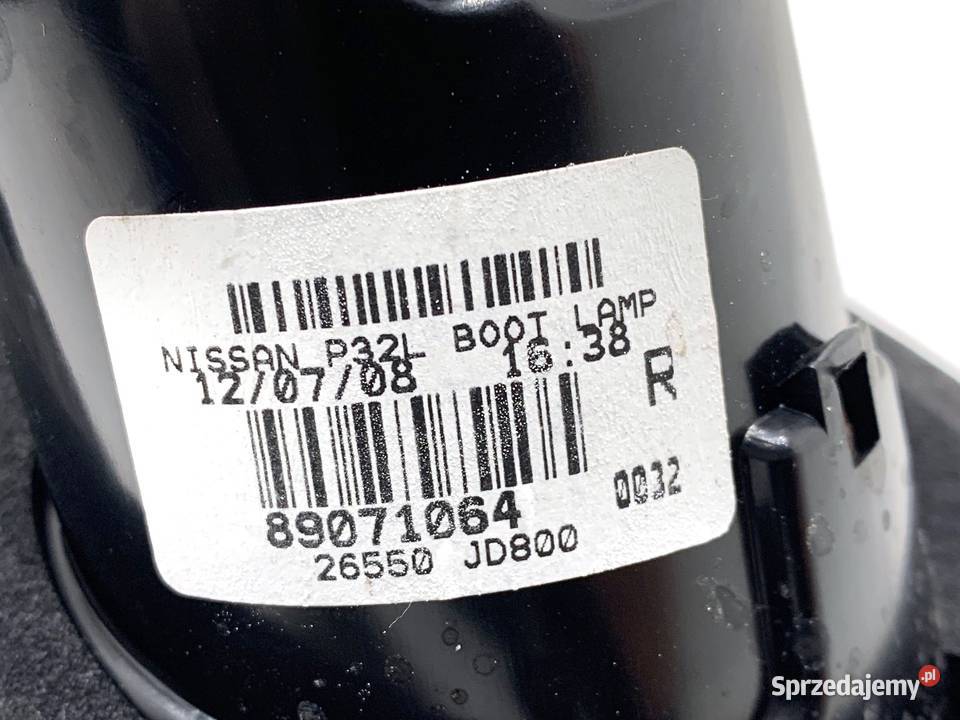 NISSAN P32L BOOT LAMP
12/07/08 16:38
R
89071064
0032
26550 JD800
Sprzedajemy.pl